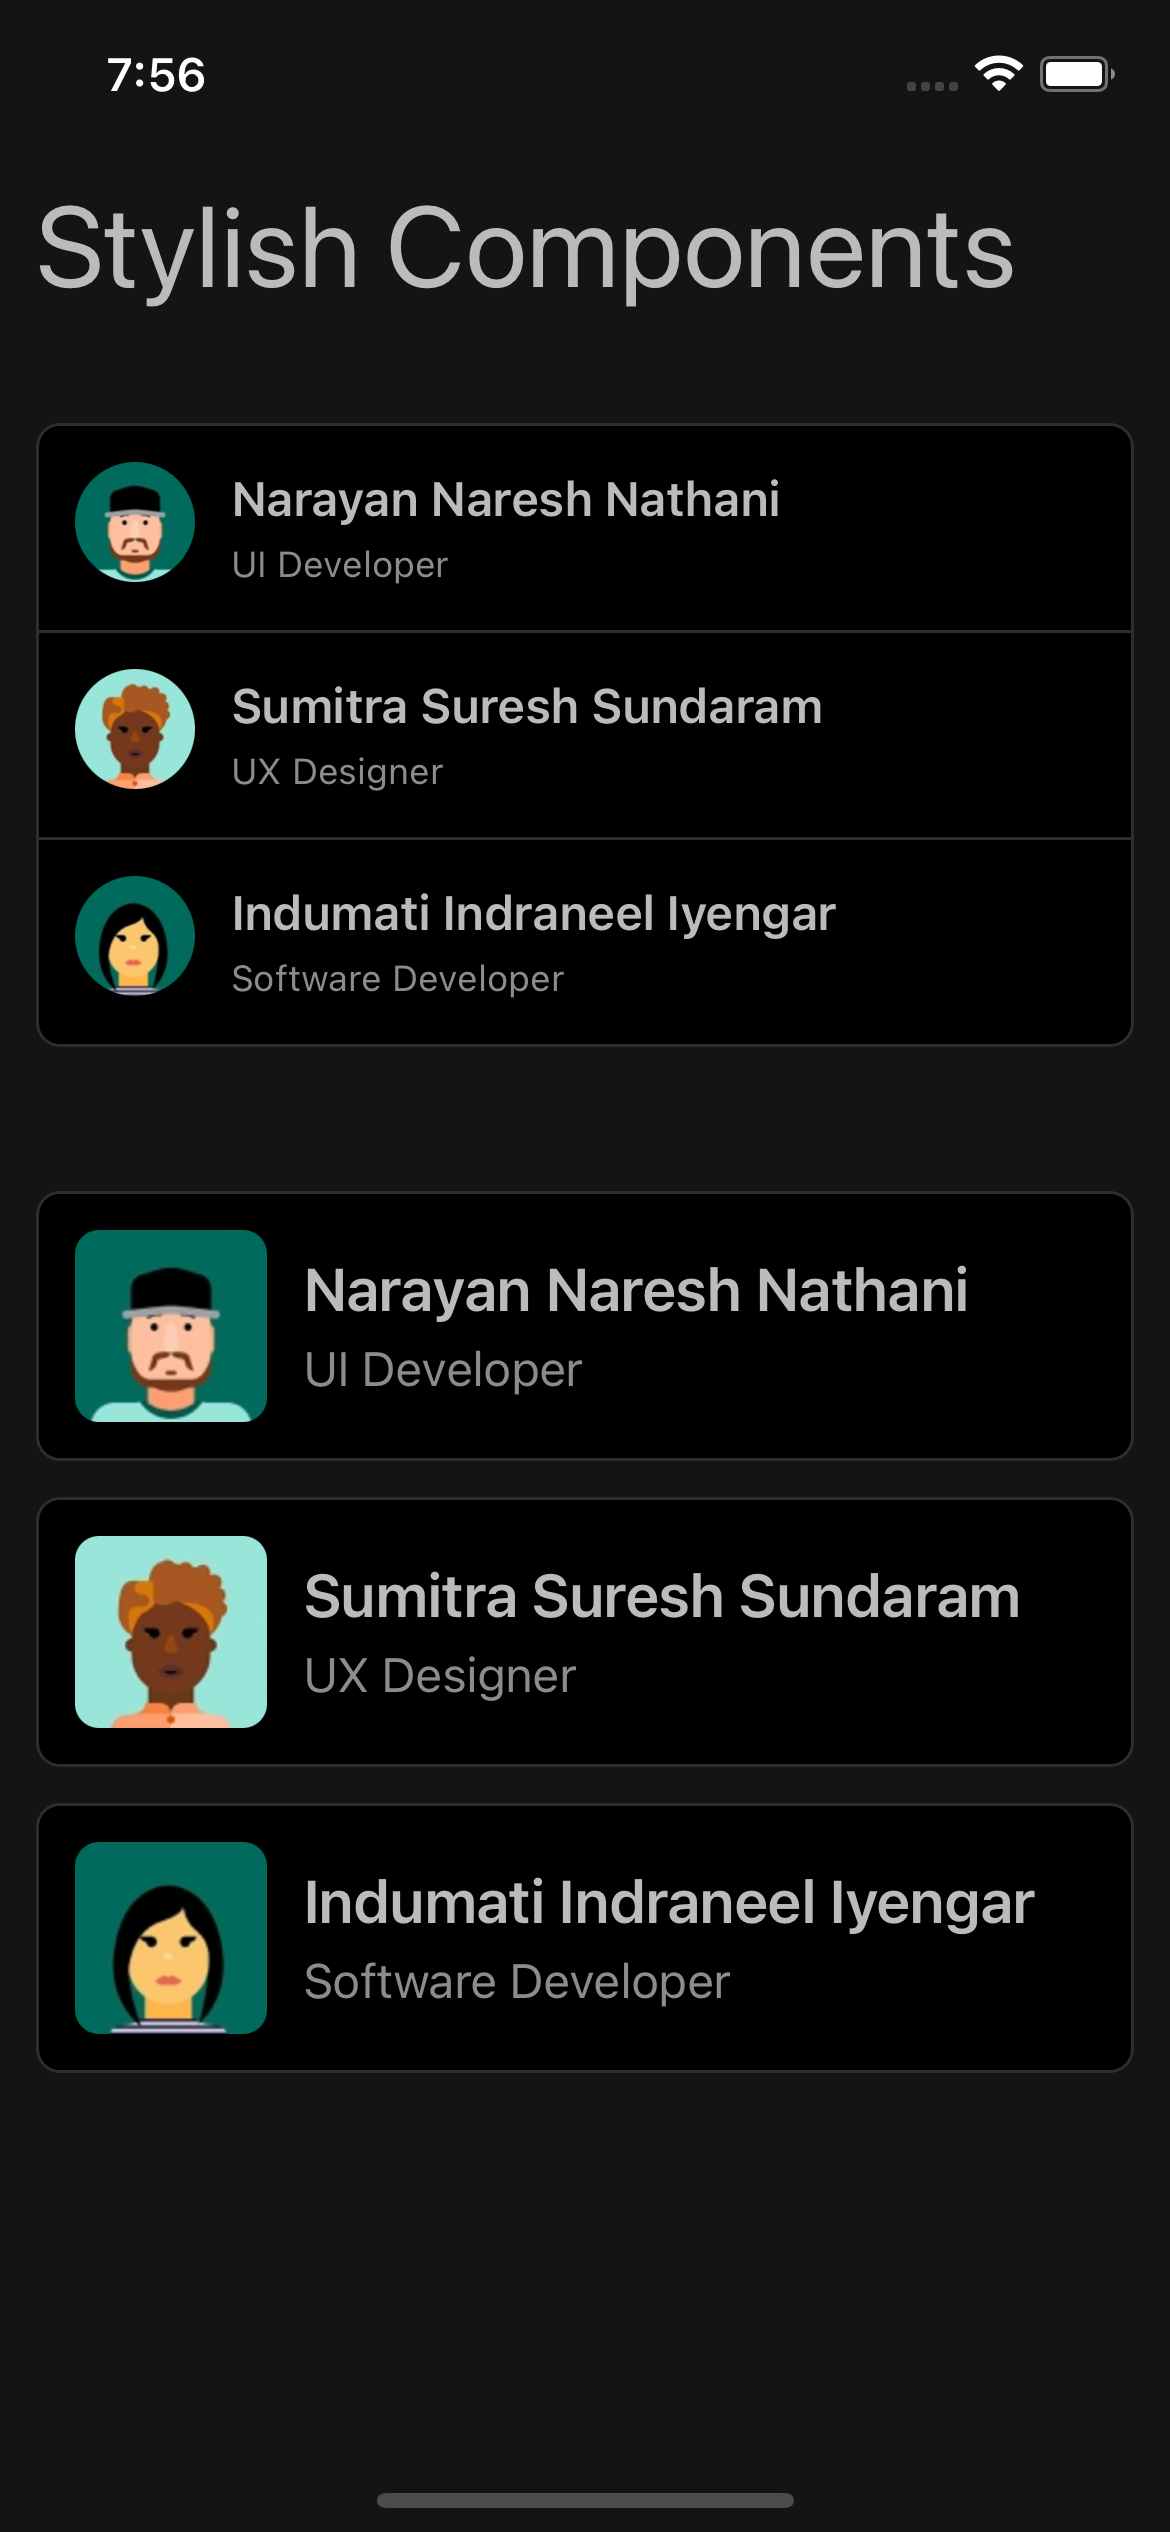 7:56
Stylish Components
Narayan Naresh Nathani
UI Developer
Sumitra Suresh Sundaram
UX Designer
Indumati Indraneel Iyengar
Software Developer
Narayan Naresh Nathani
UI Developer
Sumitra Suresh Sundaram
UX Designer
Indumati Indraneel Iyengar
Software Developer